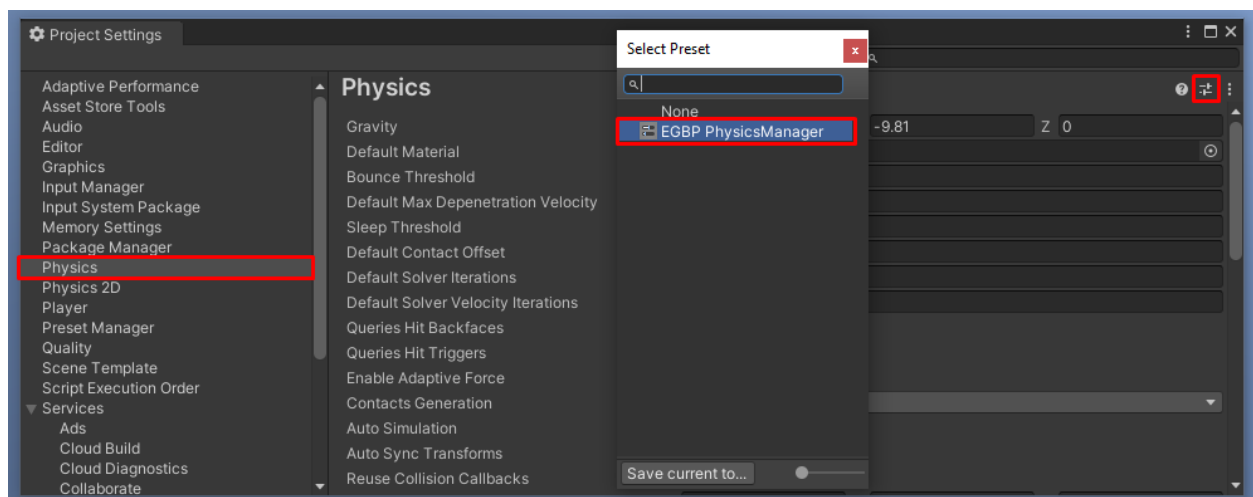 Project Settings
Adaptive Performance
Asset Store Tools
Audio
Editor
Graphics
Input Manager
Input System Package
Memory Settings
Package Manager
Physics
Physics 2D
Player
Preset Manager
Quality
Scene Template
Script Execution Order
Services
Ads
Cloud Build
Cloud Diagnostics
Collaborate
Physics
Gravity
Default Material
Bounce Threshold
Default Max Depenetration Velocity
Sleep Threshold
Default Contact Offset
Default Solver Iterations
Default Solver Velocity Iterations
Queries Hit Backfaces
Queries Hit Triggers
Enable Adaptive Force
Contacts Generation
Auto Simulation
Auto Sync Transforms
Reuse Collision Callbacks
Select Preset
None
EGBP PhysicsManager
Save current to...
-9.81 Z 0